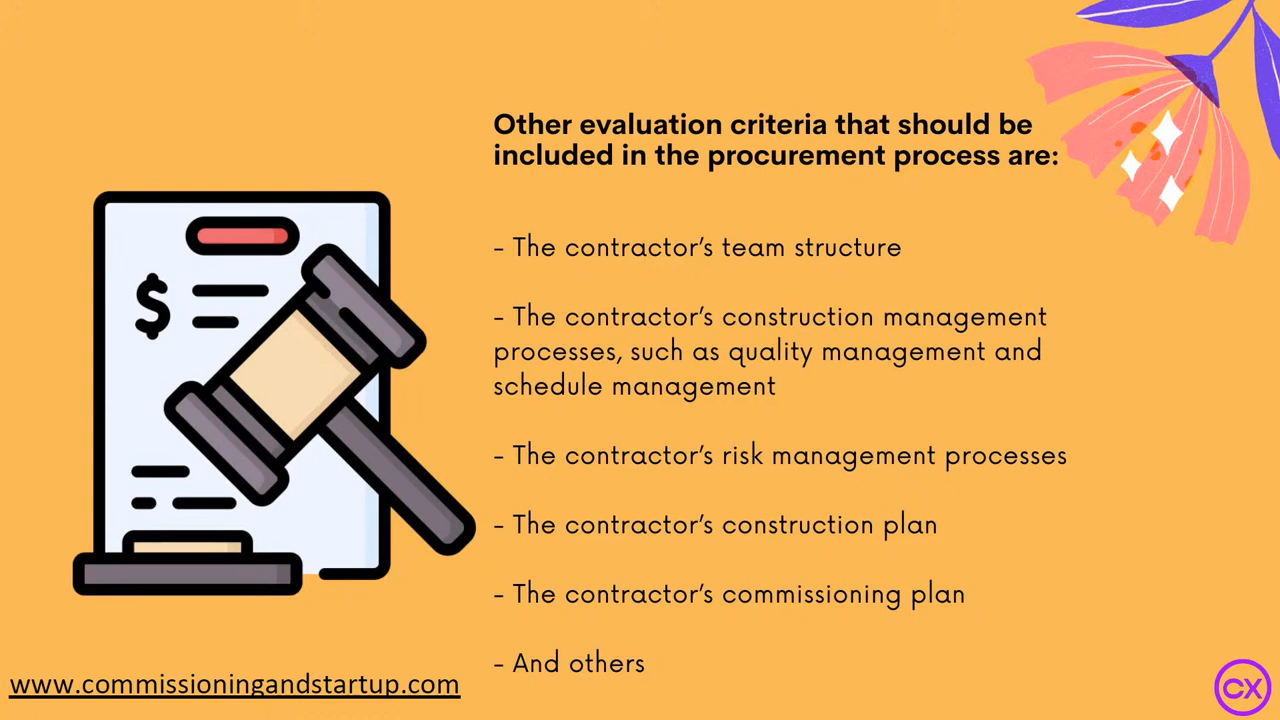 Other evaluation criteria that should be
included in the procurement process are:
- The contractor’s team structure
- The contractor’s construction management
processes, such as quality management and
schedule management
- The contractor’s risk management processes
- The contractor’s construction plan
- The contractor’s commissioning plan
- And others
$
www.commissioningandstartup.com
CX